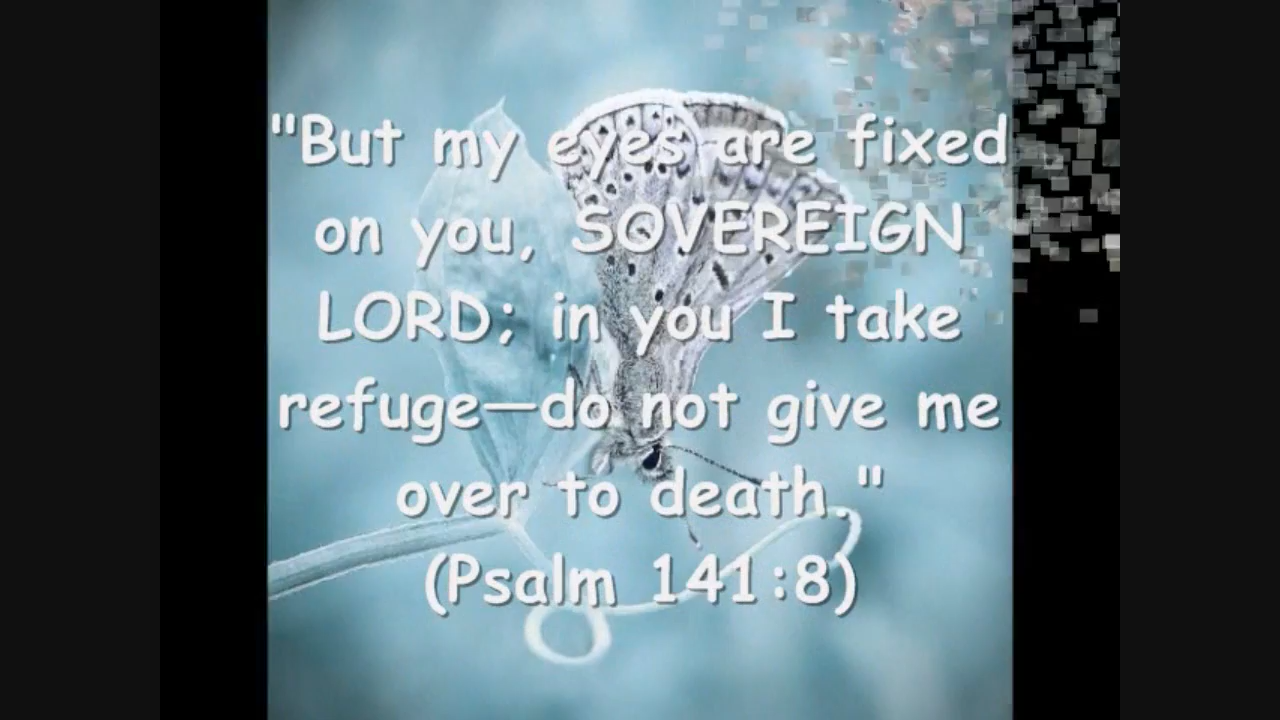 "But my eyes are fixed
on you, SOVEREIGN
LORD; in you I take
refuge—do not give me
over to death."
(Psalm 141:8)